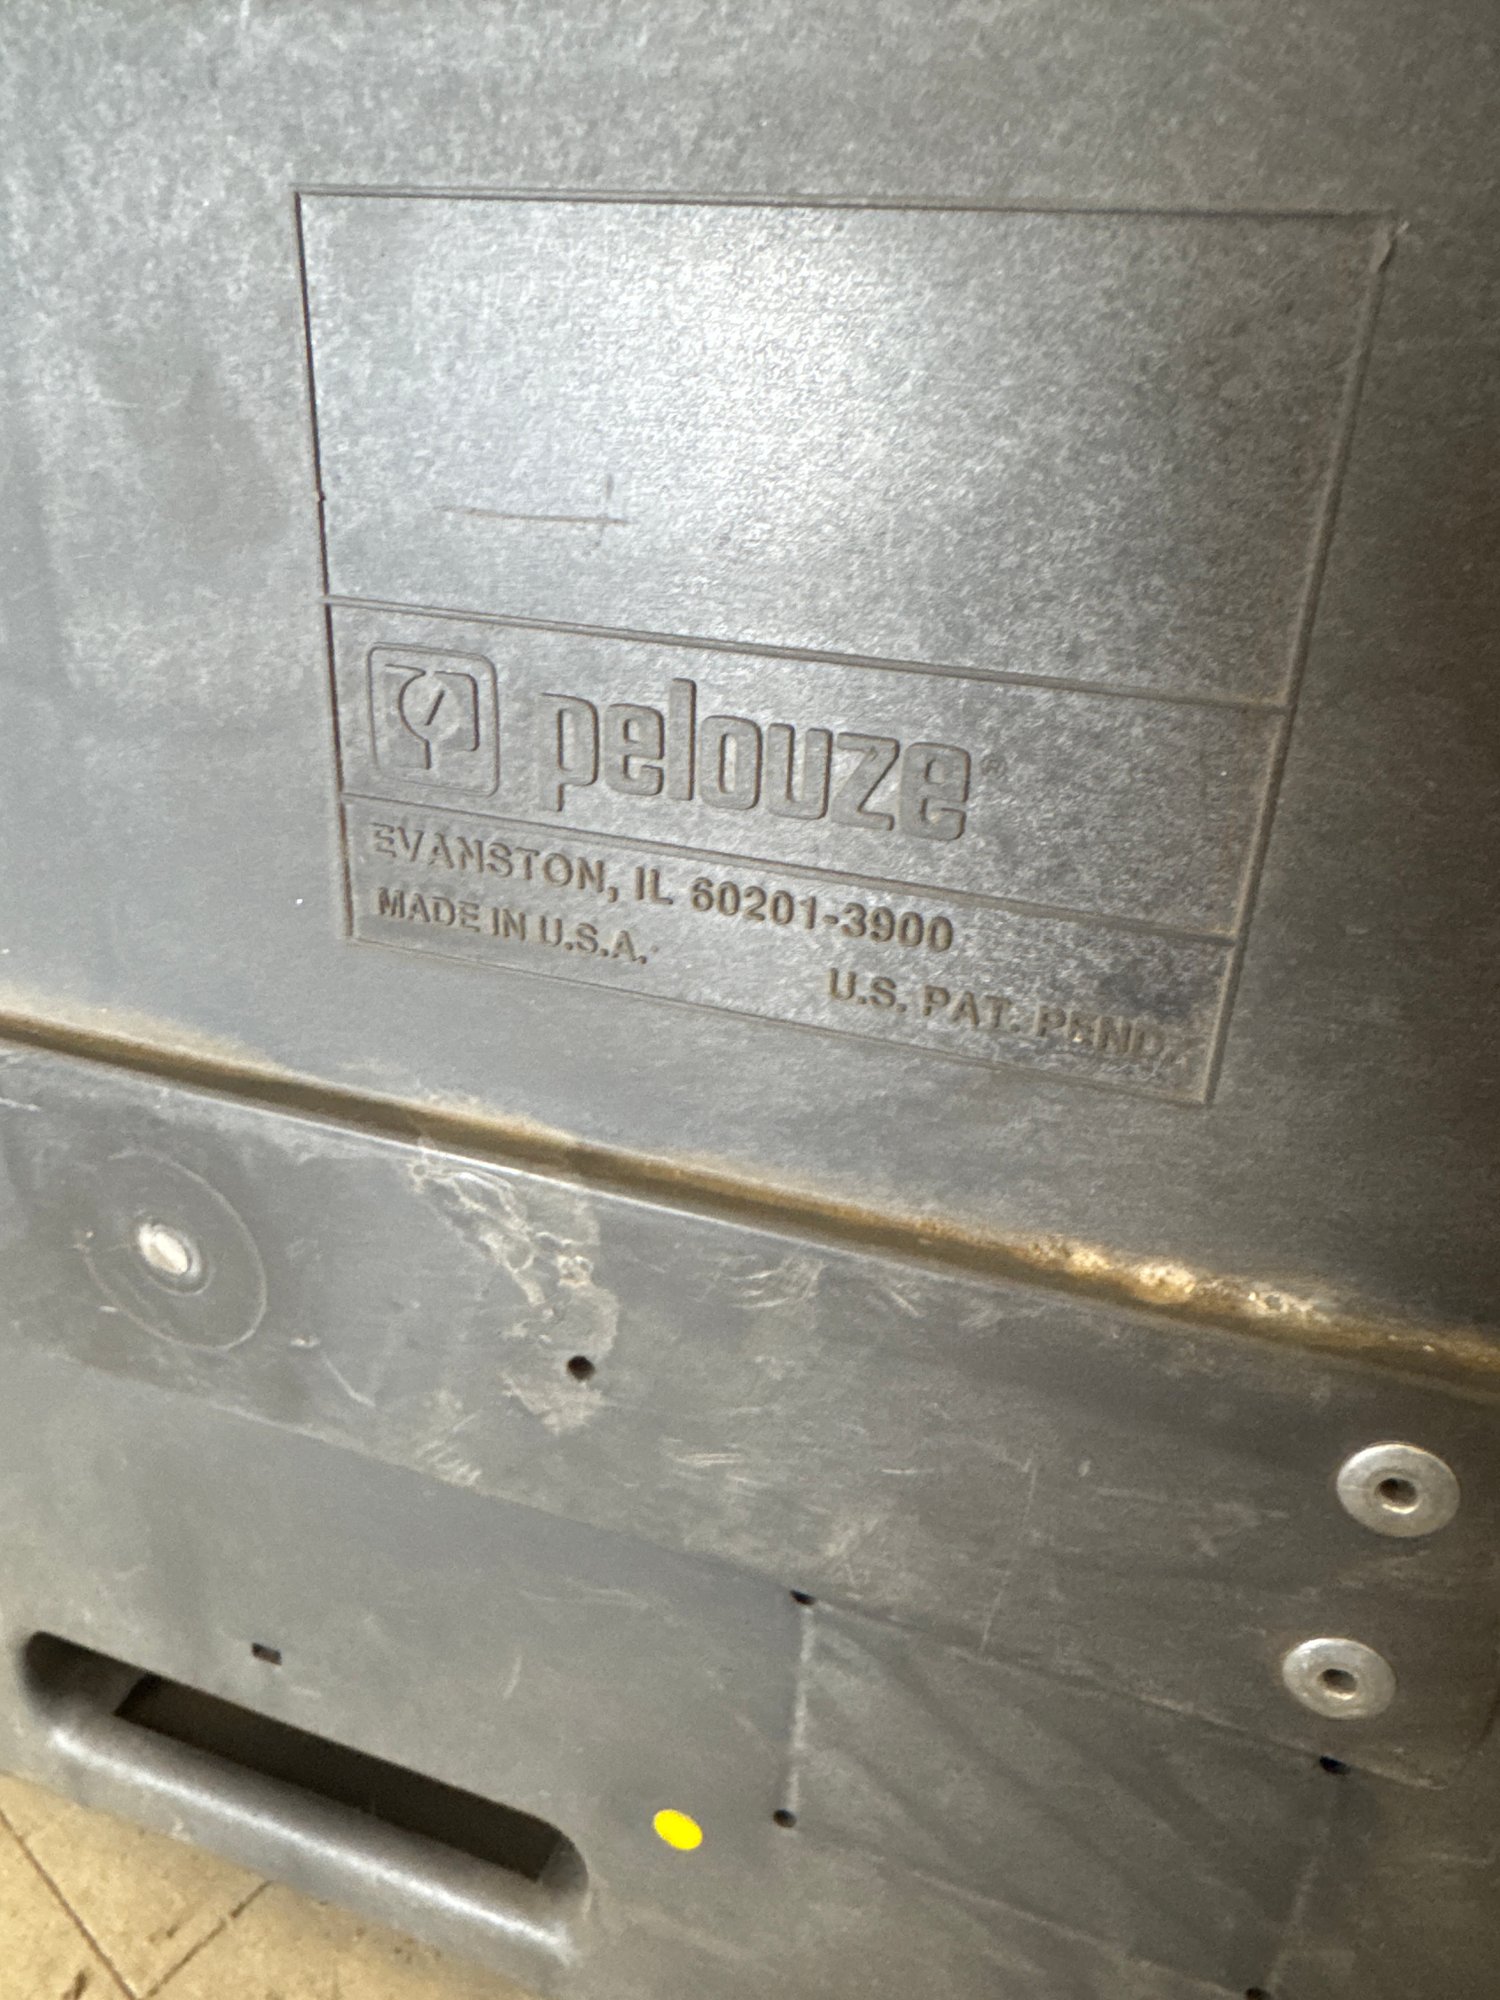 pelouze®
EVANSTON, IL 60201-3900
MADE IN U.S.A.
U.S. PAT. PEND.